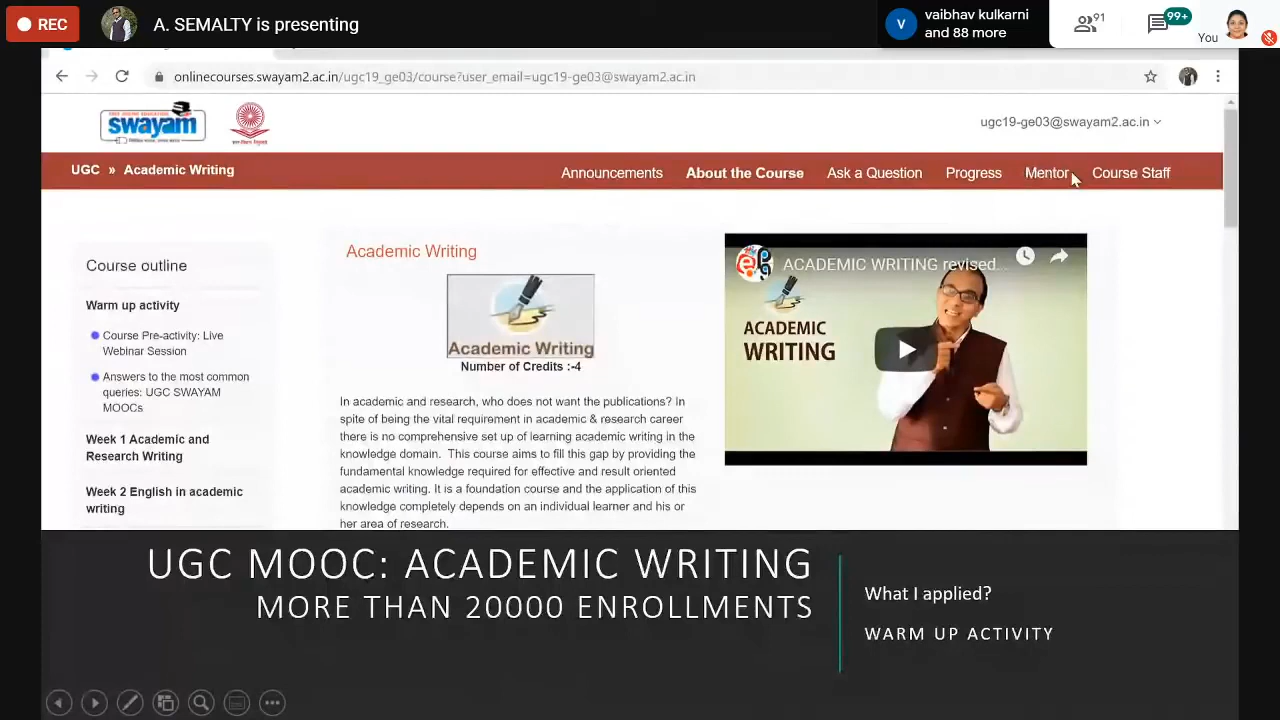 REC
A. SEMALTY is presenting
V
vaibhav kulkarni
and 88 more
91
99+
You
onlinecourses.swayam2.ac.in/ugc19_ge03/course?user_email=ugc19-ge03@swayam2.ac.in
swayam
ugc19-ge03@swayam2.ac.in
UGC » Academic Writing
Announcements
About the Course
Ask a Question
Progress
Mentor
Course Staff
Course outline
Warm up activity
Course Pre-activity: Live
Webinar Session
Answers to the most common
queries: UGC SWAYAM
MOOCs
Week 1 Academic and
Research Writing
Week 2 English in academic
writing
Academic Writing
Academic Writing
Number of Credits :-4
In academic and research, who does not want the publications? In
spite of being the vital requirement in academic & research career
there is no comprehensive set up of learning academic writing in the
knowledge domain. This course aims to fill this gap by providing the
fundamental knowledge required for effective and result oriented
academic writing. It is a foundation course and the application of this
knowledge completely depends on an individual learner and his or
her area of research.
ACADEMIC WRITING revised...
ACADEMIC
WRITING
UGC MOOC: ACADEMIC WRITING
MORE THAN 20000 ENROLLMENTS
What I applied?
WARM UP ACTIVITY